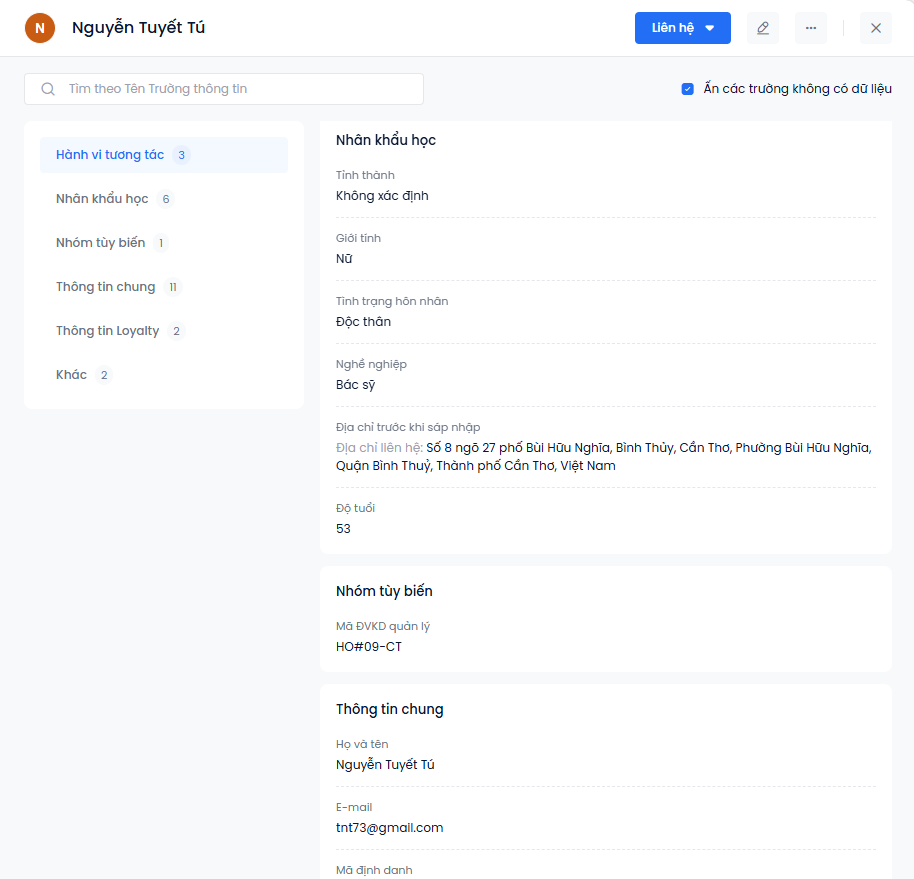 N
Nguyễn Tuyết Tú
Liên hệ
Tìm theo Tên Trường thông tin
Ẩn các trường không có dữ liệu
Hành vi tương tác 3
Nhân khẩu học 6
Nhóm tùy biến 1
Thông tin chung 11
Thông tin Loyalty 2
Khác 2
Nhân khẩu học
Tỉnh thành
Không xác định
Giới tính
Nữ
Tình trạng hôn nhân
Độc thân
Nghề nghiệp
Bác sỹ
Địa chỉ trước khi sáp nhập
Địa chỉ liên hệ: Số 8 ngõ 27 phố Bùi Hữu Nghĩa, Bình Thủy, Cần Thơ, Phường Bùi Hữu Nghĩa,
Quận Bình Thuỷ, Thành phố Cần Thơ, Việt Nam
Độ tuổi
53
Nhóm tùy biến
Mã ĐVKD quản lý
HO#09-CT
Thông tin chung
Họ và tên
Nguyễn Tuyết Tú
E-mail
tnt73@gmail.com
Mã định danh